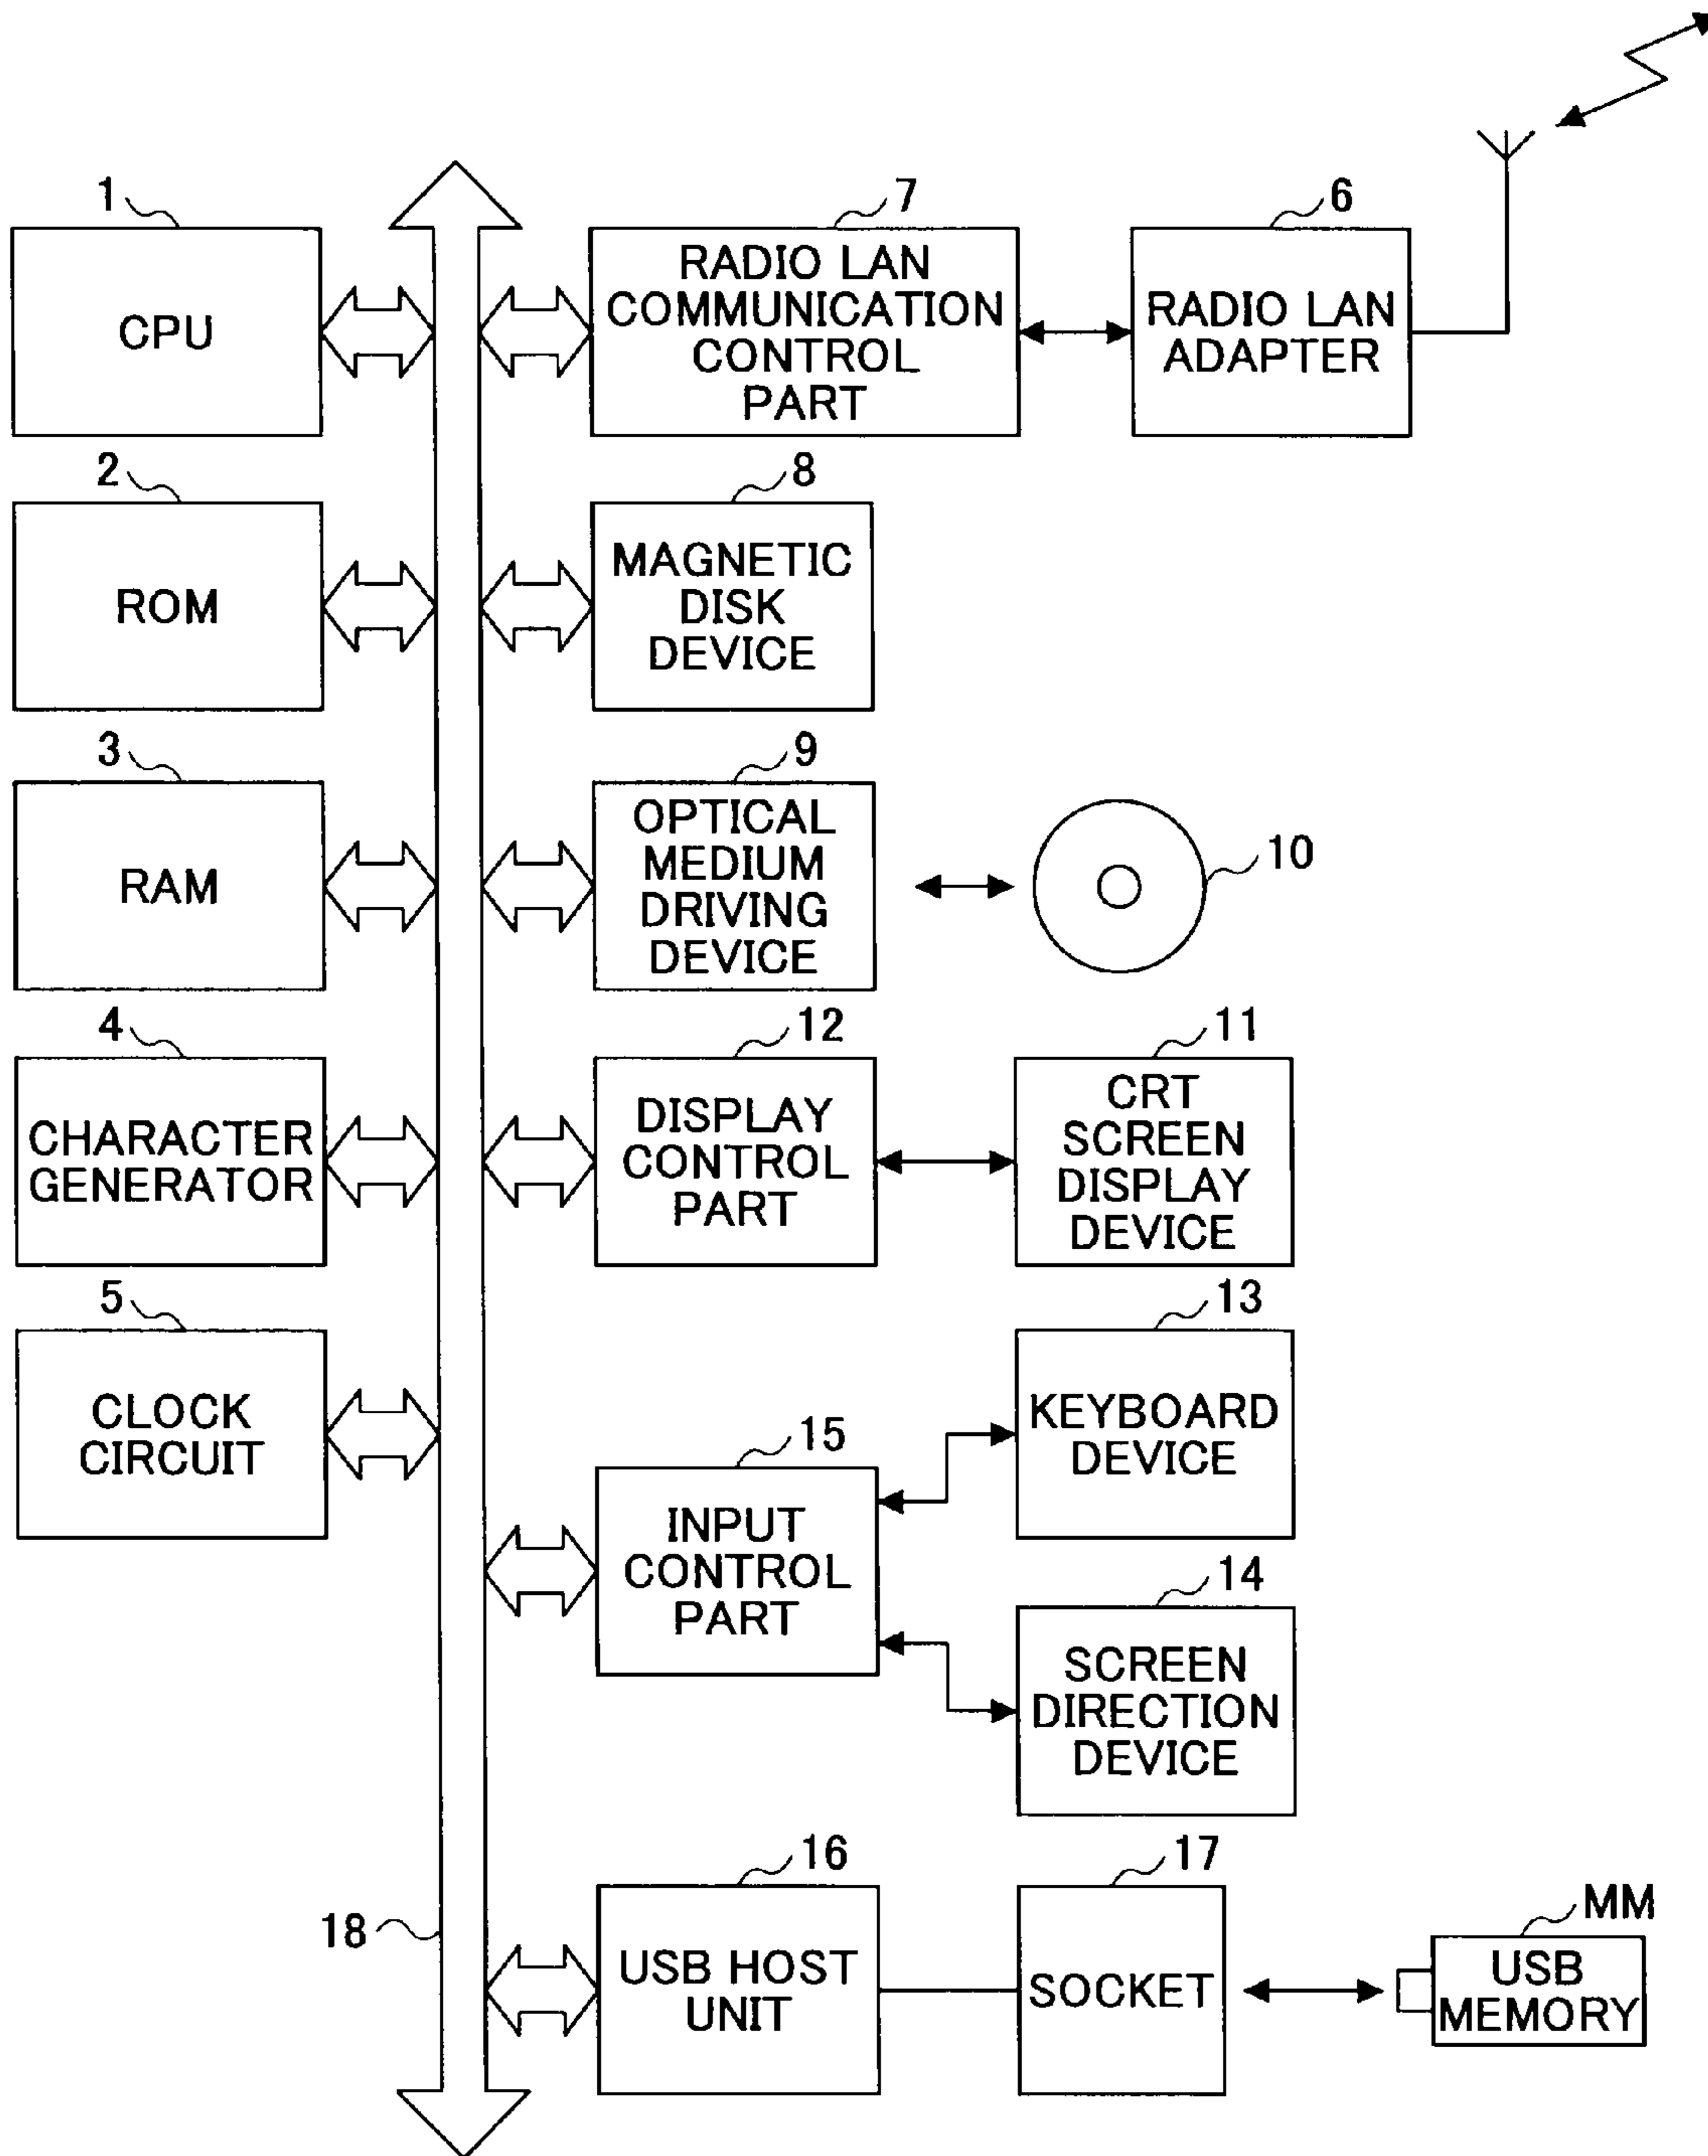 1
CPU
7
RADIO LAN
COMMUNICATION
CONTROL
PART
6
RADIO LAN
ADAPTER
2
ROM
8
MAGNETIC
DISK
DEVICE
3
RAM
9
OPTICAL
MEDIUM
DRIVING
DEVICE
10
4
CHARACTER
GENERATOR
12
DISPLAY
CONTROL
PART
11
CRT
SCREEN
DISPLAY
DEVICE
5
CLOCK
CIRCUIT
15
INPUT
CONTROL
PART
13
KEYBOARD
DEVICE
14
SCREEN
DIRECTION
DEVICE
18
16
USB HOST
UNIT
17
SOCKET
MM
USB
MEMORY